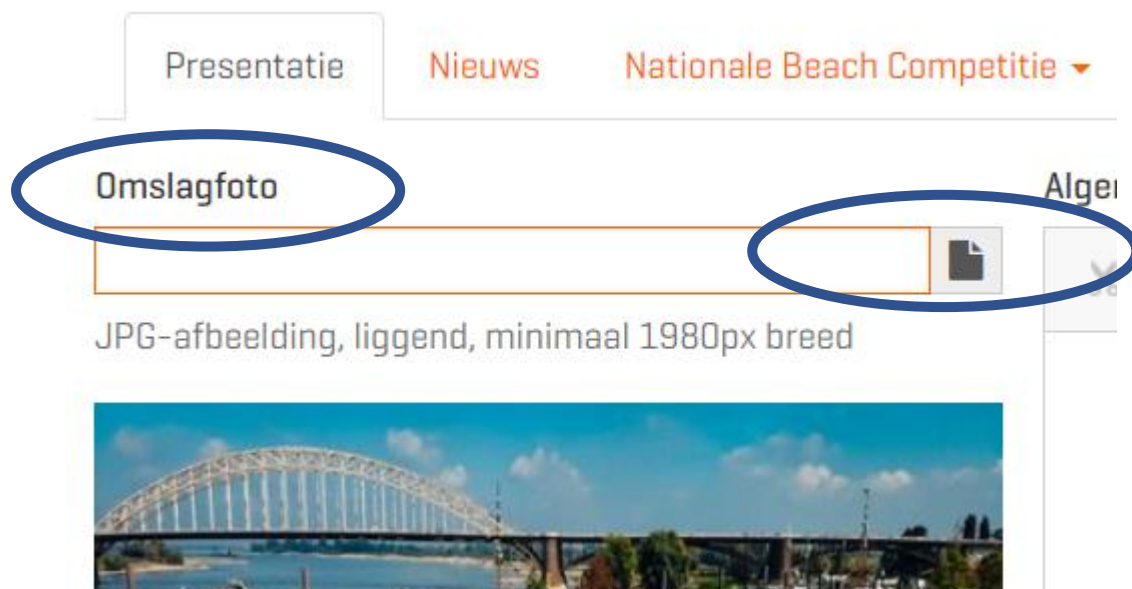 Presentatie Nieuws Nationale Beach Competitie
Omslagfoto
JPG-afbeelding, liggend, minimaal 1980px breed